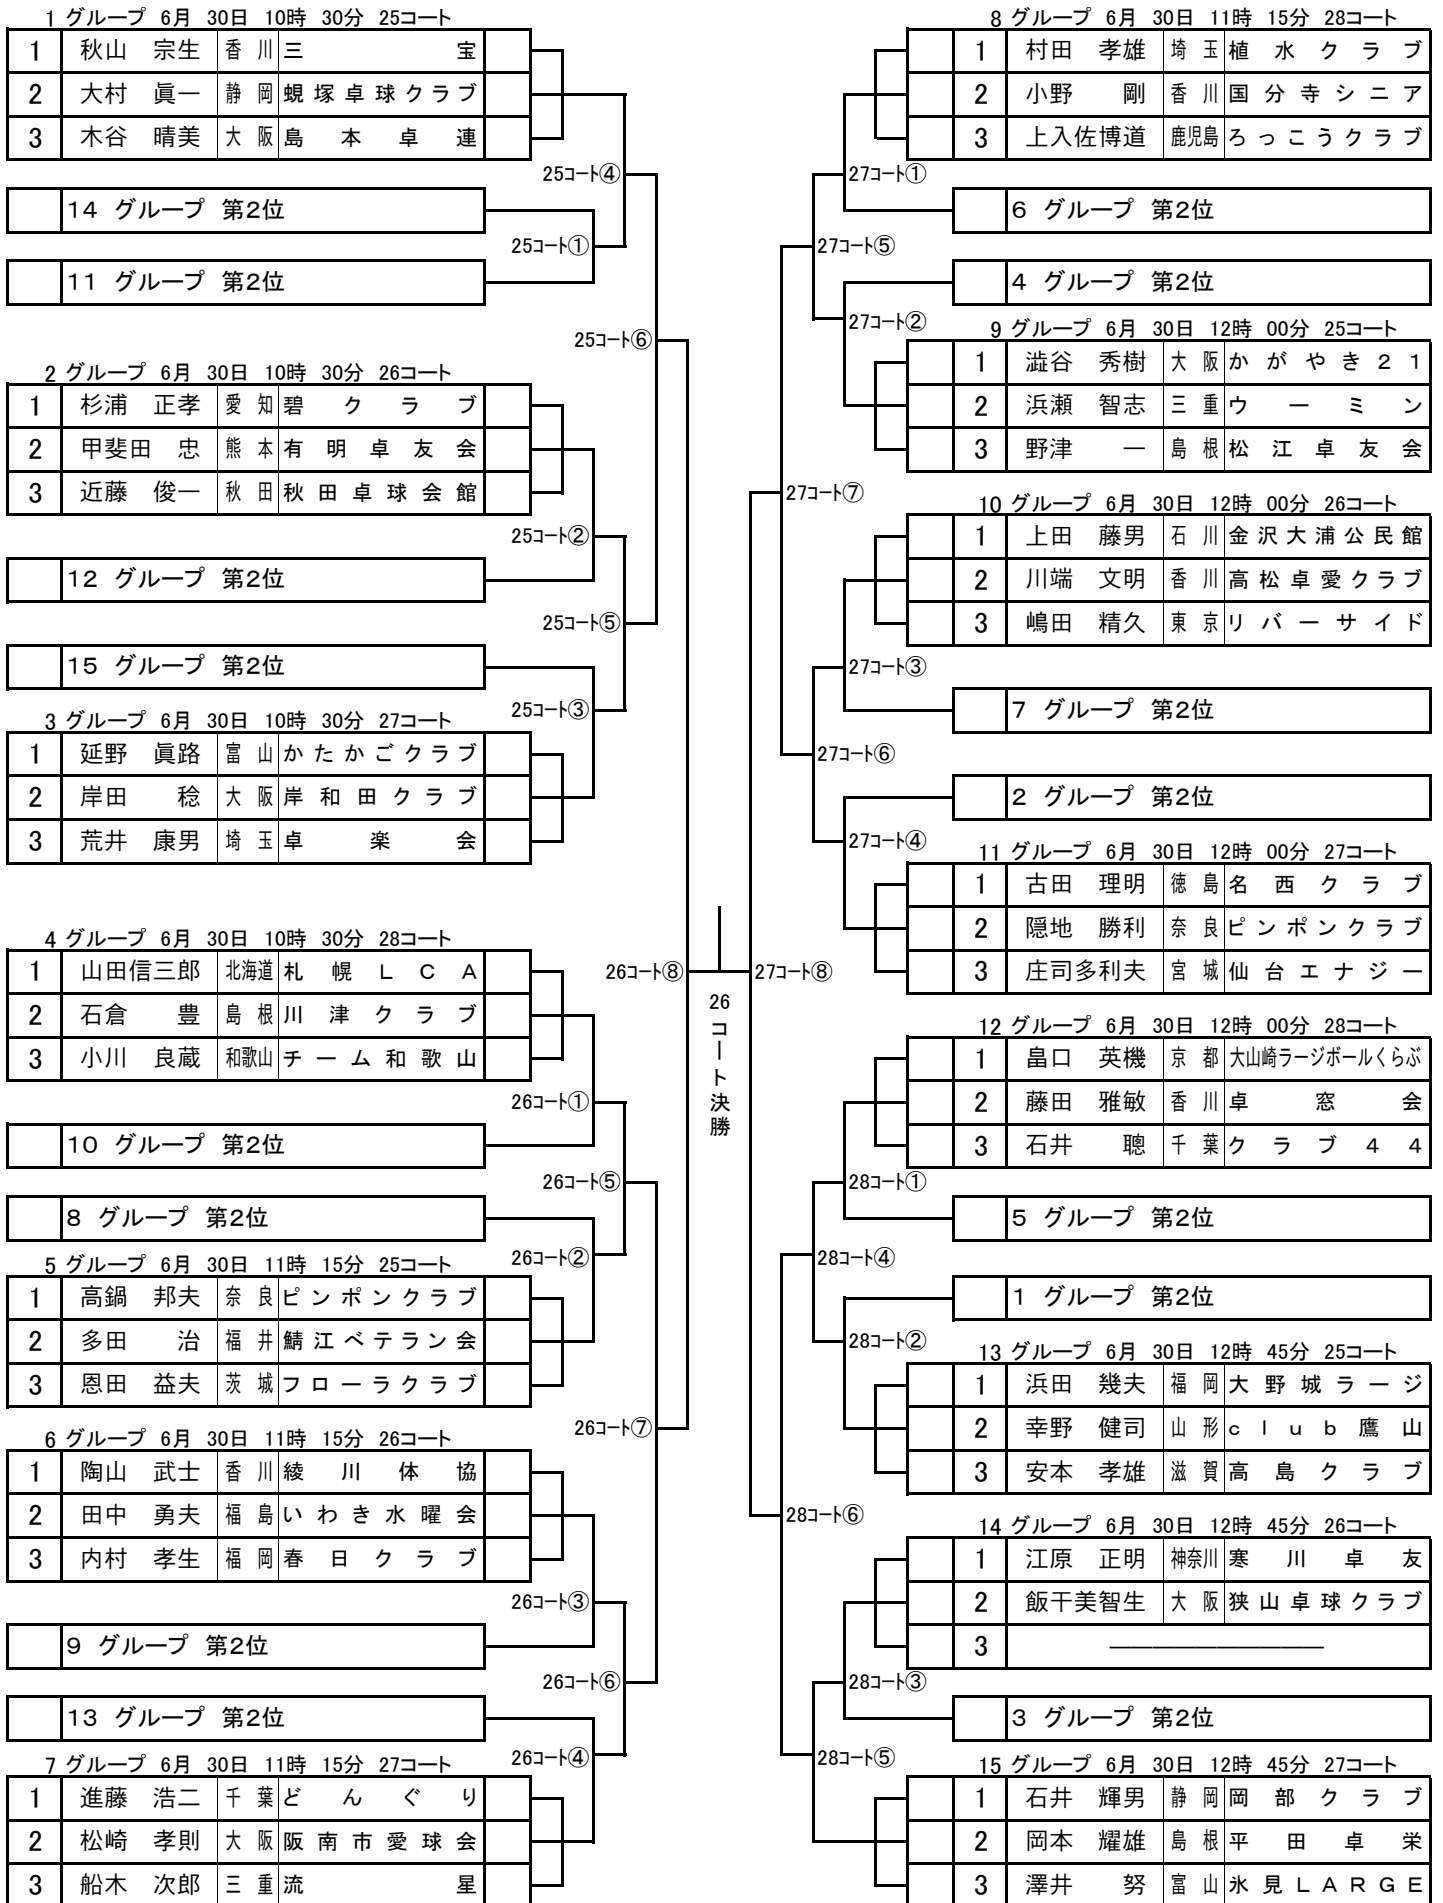 1 グループ 6月 30日 10時 30分 25コート
1 秋山 宗生 香川 三宝
2 大村 眞一 静岡 蜆塚卓球クラブ
3 木谷 晴美 大阪 島本卓連
25コート④
14 グループ 第2位
25コート①
11 グループ 第2位
25コート⑥
2 グループ 6月 30日 10時 30分 26コート
1 杉浦 正孝 愛知 碧クラブ
2 甲斐田 忠 熊本 有明卓友会
3 近藤 俊一 秋田 秋田卓球会館
25コート②
12 グループ 第2位
25コート⑤
15 グループ 第2位
25コート③
3 グループ 6月 30日 10時 30分 27コート
1 延野 眞路 富山 かたかごクラブ
2 岸田 稔 大阪 岸和田クラブ
3 荒井 康男 埼玉 卓楽会
4 グループ 6月 30日 10時 30分 28コート
1 山田信三郎 北海道 札幌LCA
2 石倉 豊 島根 川津クラブ
3 小川 良蔵 和歌山 チーム和歌山
26コート⑧
26コート①
10 グループ 第2位
26コート⑤
8 グループ 第2位
26コート②
5 グループ 6月 30日 11時 15分 25コート
1 高鍋 邦夫 奈良 ピンポンクラブ
2 多田 治 福井 鯖江ベテラン会
3 恩田 益夫 茨城 フローラクラブ
26コート⑦
6 グループ 6月 30日 11時 15分 26コート
1 陶山 武士 香川 綾川体協
2 田中 勇夫 福島 いわき水曜会
3 内村 孝生 福岡 春日クラブ
26コート③
9 グループ 第2位
26コート⑥
13 グループ 第2位
26コート④
7 グループ 6月 30日 11時 15分 27コート
1 進藤 浩二 千葉 どんぐり
2 松崎 孝則 大阪 阪南市愛球会
3 船木 次郎 三重 流星
26コート決勝
8 グループ 6月 30日 11時 15分 28コート
1 村田 孝雄 埼玉 植水クラブ
2 小野 剛 香川 国分寺シニア
3 上入佐博道 鹿児島 ろっこうクラブ
27コート①
6 グループ 第2位
27コート⑤
4 グループ 第2位
27コート②
9 グループ 6月 30日 12時 00分 25コート
1 澁谷 秀樹 大阪 かがやき21
2 浜瀬 智志 三重 ウーミン
3 野津 一 島根 松江卓友会
27コート⑦
10 グループ 6月 30日 12時 00分 26コート
1 上田 藤男 石川 金沢大浦公民館
2 川端 文明 香川 高松卓愛クラブ
3 嶋田 精久 東京 リバーサイド
27コート③
7 グループ 第2位
27コート⑥
2 グループ 第2位
27コート④
11 グループ 6月 30日 12時 00分 27コート
1 古田 理明 徳島 名西クラブ
2 隠地 勝利 奈良 ピンポンクラブ
3 庄司多利夫 宮城 仙台エナジー
27コート⑧
12 グループ 6月 30日 12時 00分 28コート
1 畠口 英機 京都 大山崎ラージボールくらぶ
2 藤田 雅敏 香川 卓窓会
3 石井 聰 千葉 クラブ44
28コート①
5 グループ 第2位
28コート④
1 グループ 第2位
28コート②
13 グループ 6月 30日 12時 45分 25コート
1 浜田 幾夫 福岡 大野城ラージ
2 幸野 健司 山形 club鷹山
3 安本 孝雄 滋賀 高島クラブ
28コート⑥
14 グループ 6月 30日 12時 45分 26コート
1 江原 正明 神奈川 寒川卓友
2 飯干美智生 大阪 狭山卓球クラブ
3 ――――――――――
28コート③
3 グループ 第2位
28コート⑤
15 グループ 6月 30日 12時 45分 27コート
1 石井 輝男 静岡 岡部クラブ
2 岡本 耀雄 島根 平田卓栄
3 澤井 努 富山 氷見LARGE